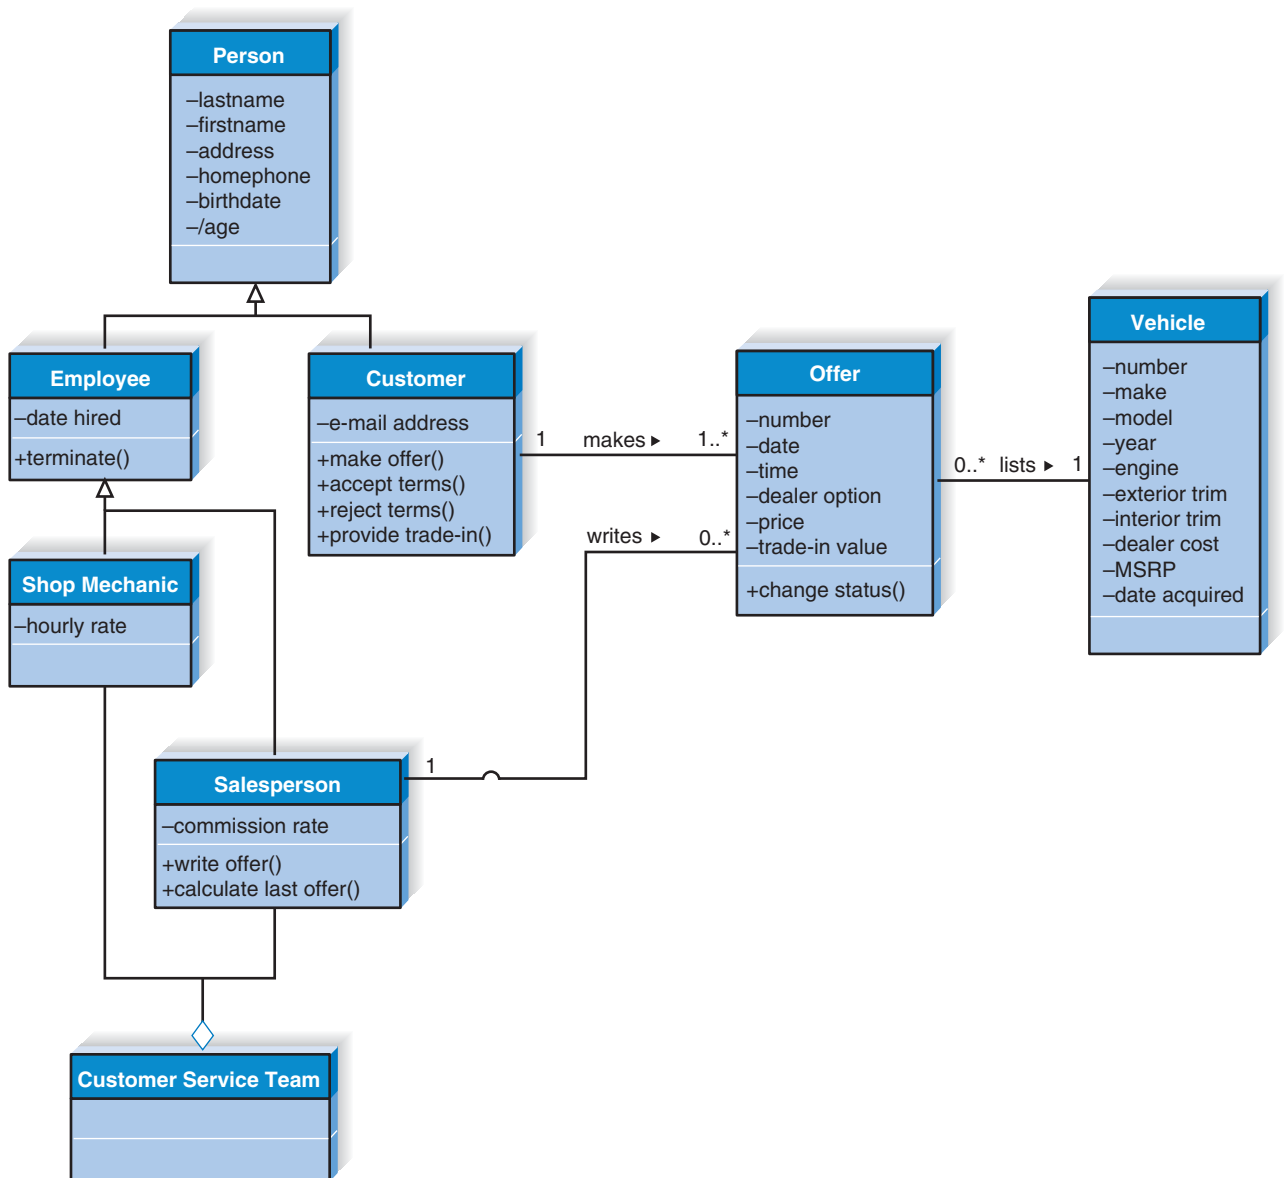 Person
–lastname
–firstname
–address
–homephone
–birthdate
–/age
Employee
–date hired
+terminate()
Customer
–e-mail address
+make offer()
+accept terms()
+reject terms()
+provide trade-in()
1 makes ▸ 1..*
Offer
–number
–date
–time
–dealer option
–price
–trade-in value
+change status()
0..* lists ▸ 1
Vehicle
–number
–make
–model
–year
–engine
–exterior trim
–interior trim
–dealer cost
–MSRP
–date acquired
writes ▸ 0..*
1
Shop Mechanic
–hourly rate
Salesperson
–commission rate
+write offer()
+calculate last offer()
Customer Service Team